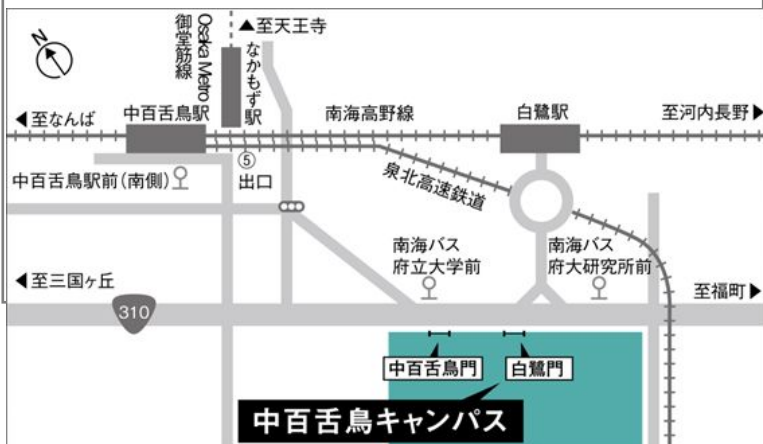 N
Osaka Metro
御堂筋線
▲至天王寺
なかもず駅
◀至なんば
中百舌鳥駅
南海高野線
白鷺駅
至河内長野▶
⑤
出口
中百舌鳥駅前(南側)
泉北高速鉄道
南海バス
府立大学前
南海バス
府大研究所前
◀至三国ヶ丘
至福町▶
310
中百舌鳥門
白鷺門
中百舌鳥キャンパス